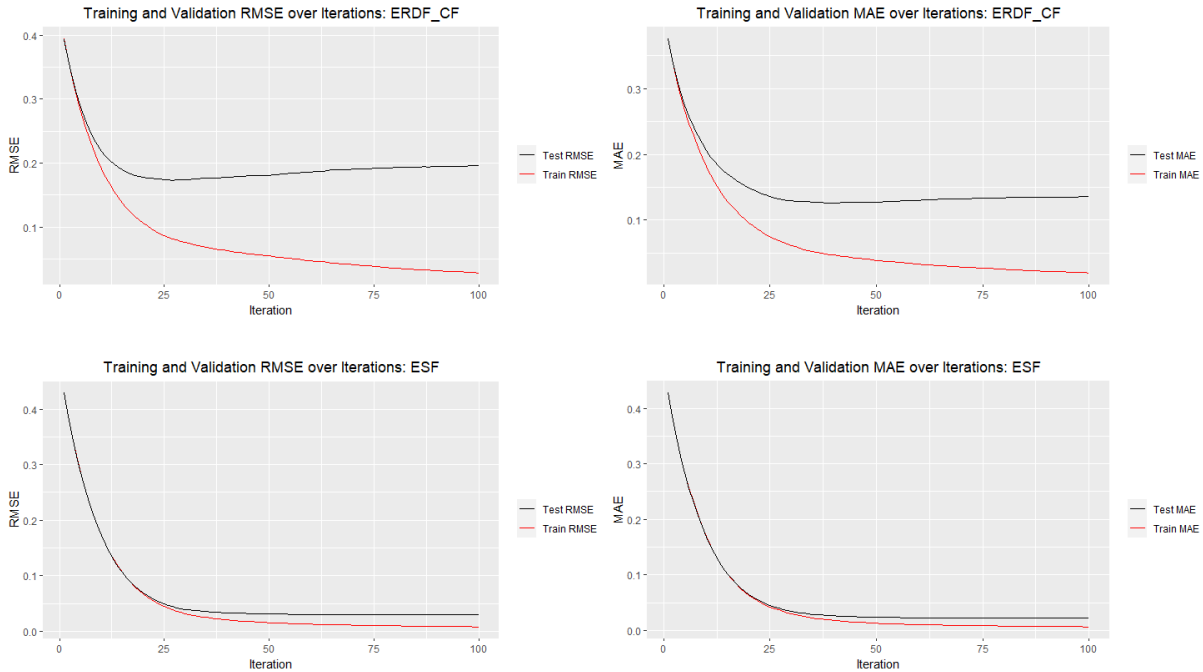 Training and Validation RMSE over Iterations: ERDF_CF
0.4
0.3
0.2
0.1
RMSE
0 25 50 75 100
Iteration
Test RMSE
Train RMSE
Training and Validation MAE over Iterations: ERDF_CF
0.3
0.2
0.1
MAE
0 25 50 75 100
Iteration
Test MAE
Train MAE
Training and Validation RMSE over Iterations: ESF
0.4
0.3
0.2
0.1
0.0
RMSE
0 25 50 75 100
Iteration
Test RMSE
Train RMSE
Training and Validation MAE over Iterations: ESF
0.4
0.3
0.2
0.1
0.0
MAE
0 25 50 75 100
Iteration
Test MAE
Train MAE